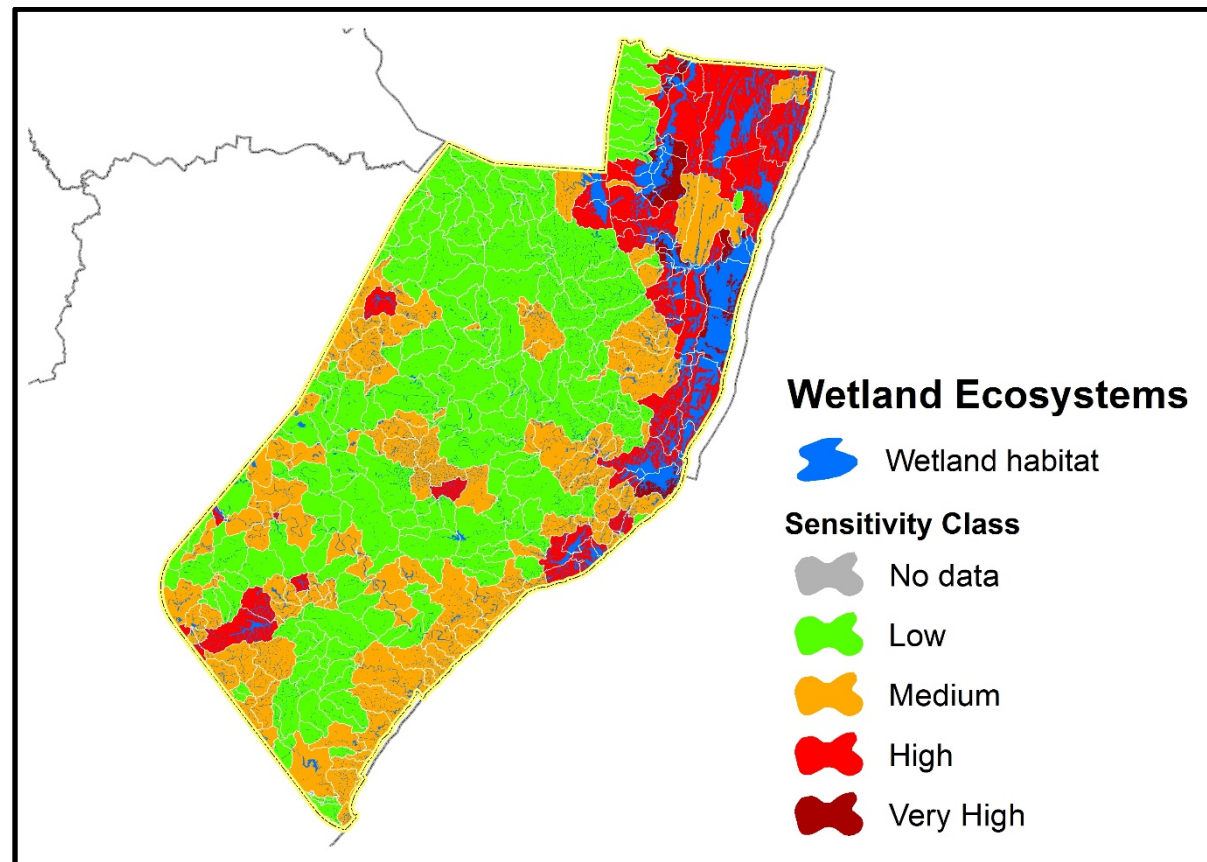 Wetland Ecosystems
Wetland habitat
Sensitivity Class
No data
Low
Medium
High
Very High